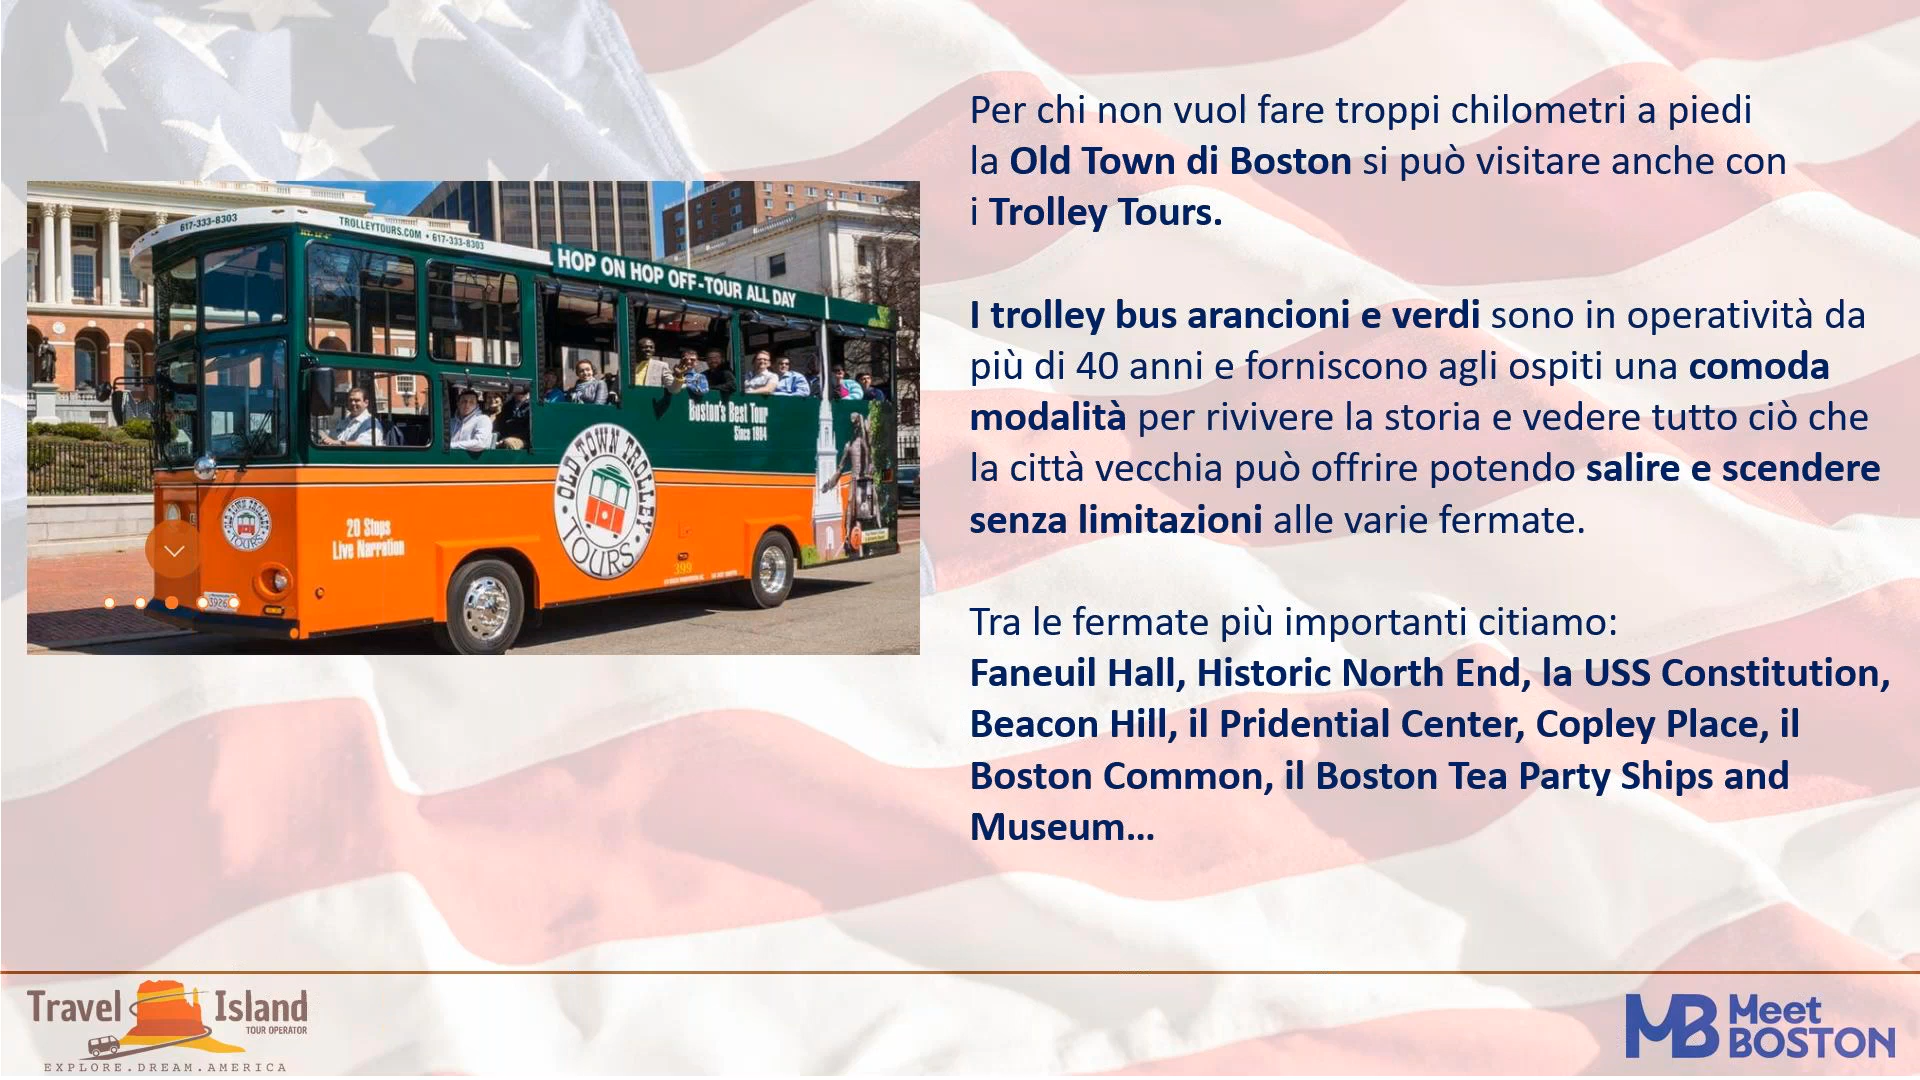 Per chi non vuol fare troppi chilometri a piedi
la Old Town di Boston si può visitare anche con
i Trolley Tours.
I trolley bus arancioni e verdi sono in operatività da
più di 40 anni e forniscono agli ospiti una comoda
modalità per rivivere la storia e vedere tutto ciò che
la città vecchia può offrire potendo salire e scendere
senza limitazioni alle varie fermate.
Tra le fermate più importanti citiamo:
Faneuil Hall, Historic North End, la USS Constitution,
Beacon Hill, il Pridential Center, Copley Place, il
Boston Common, il Boston Tea Party Ships and
Museum...
617-333-8303
TROLLEYTOURS.COM • 617-333-8303
HOP ON HOP OFF-TOUR ALL DAY
Boston's Best Tour
Since 1984
OLD TOWN TROLLEY
TOURS
OLD TOWN TROLLEY
TOURS
20 Stops
Live Narration
399
3926
Travel Island
TOUR OPERATOR
EXPLORE.DREAM.AMERICA
MB Meet
BOSTON